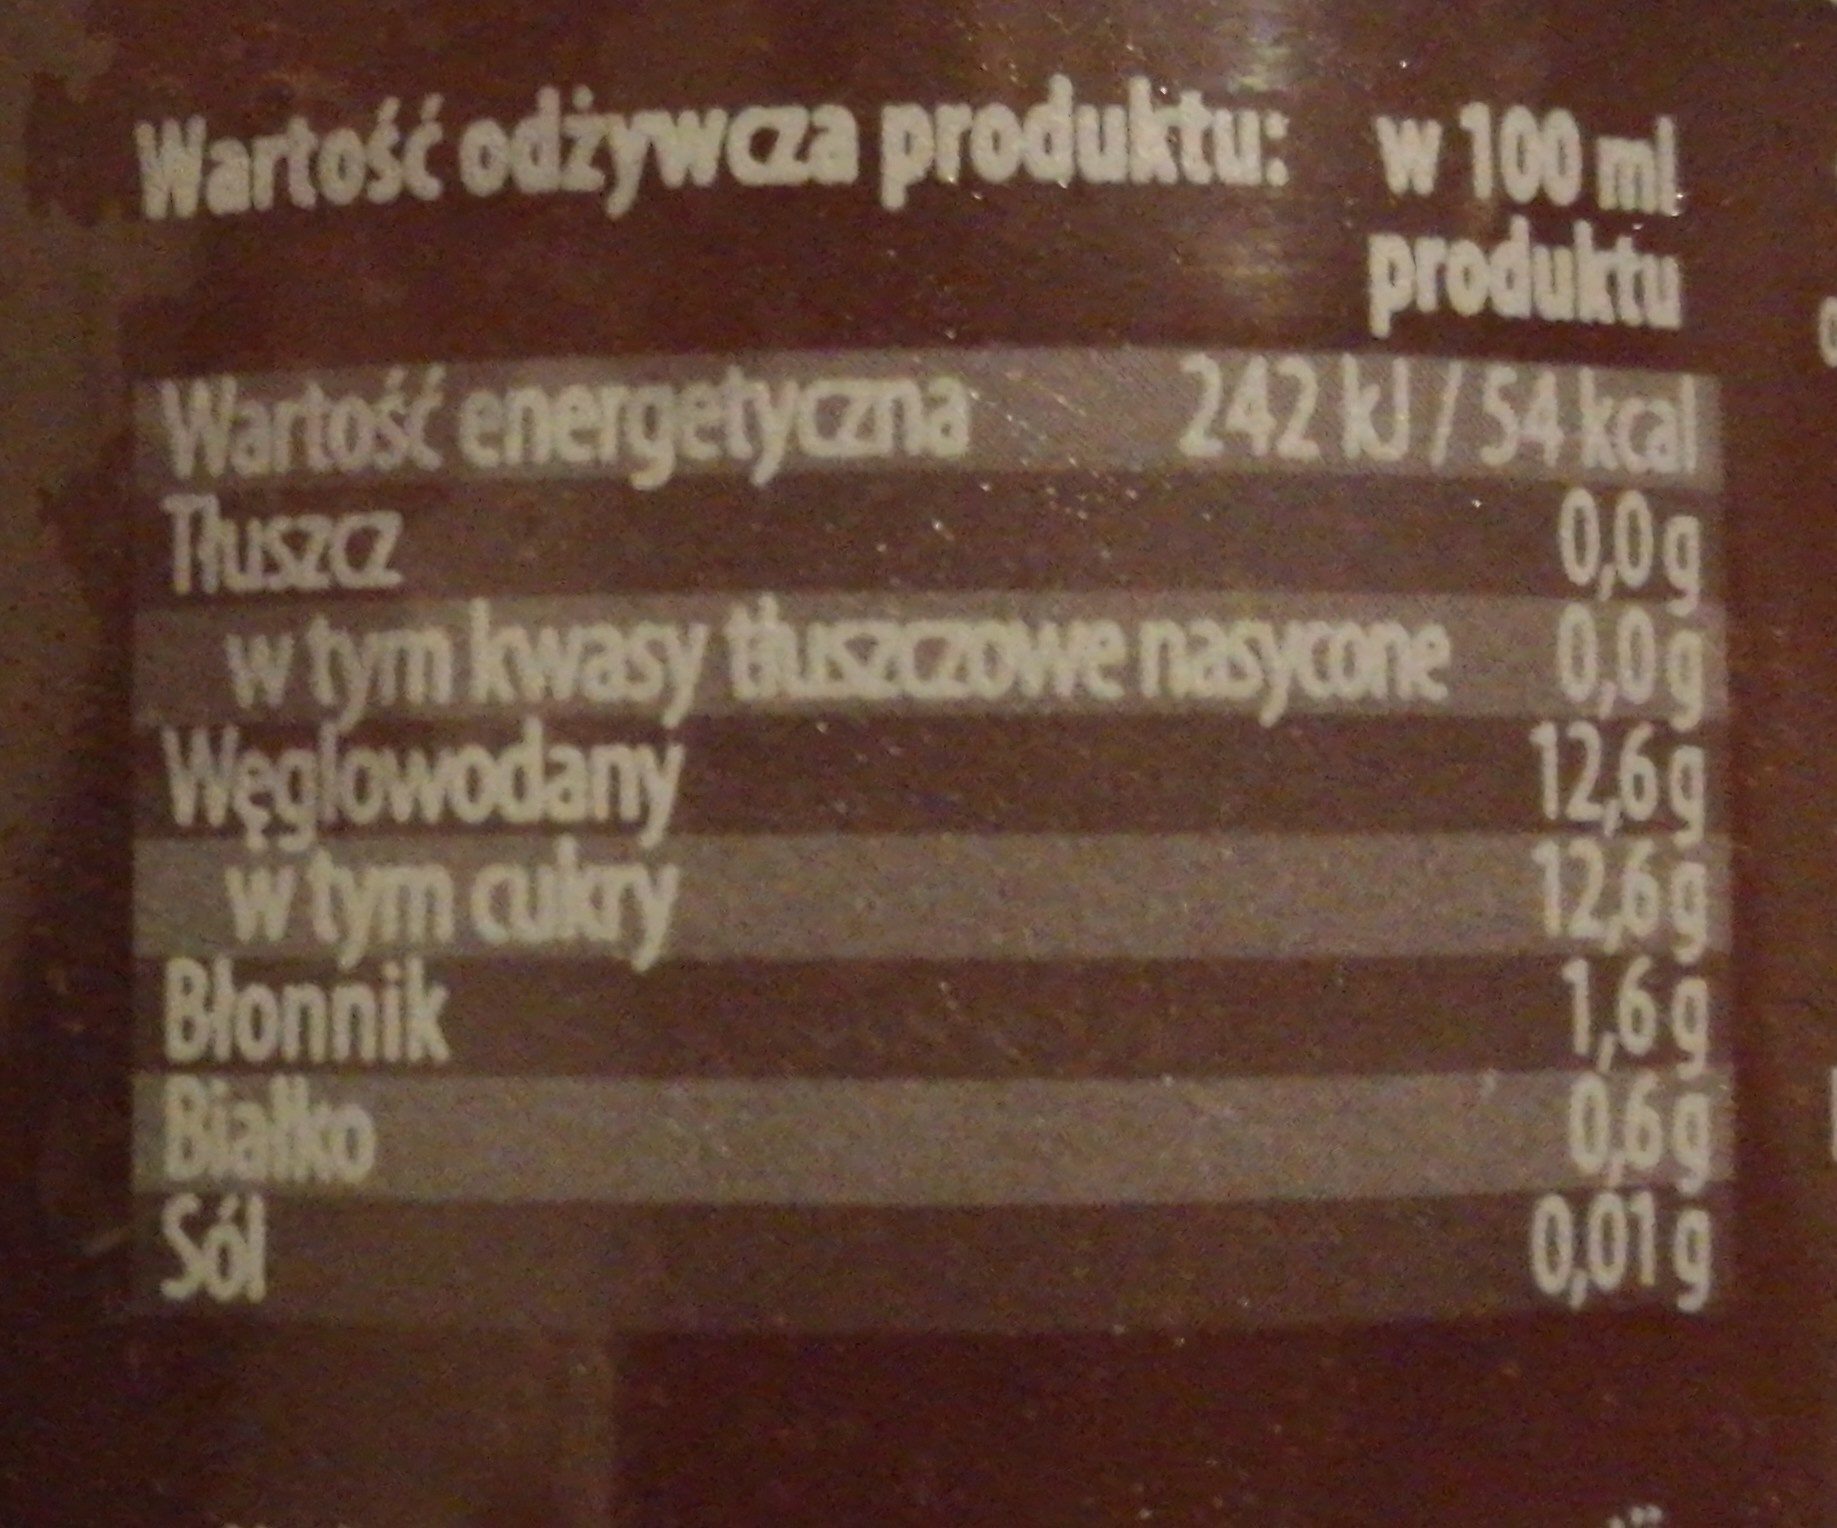 Wartość odżywcza produktu: w 100 ml
produktu
Wartość energetyczna 242 kJ / 54 kcal
Tłuszcz 0,0 g
w tym kwasy tłuszczowe nasycone 0,0 g
Węglowodany 12,6 g
w tym cukry 12,6 g
Błonnik 1,6 g
Białko 0,6 g
Sól 0,01 g